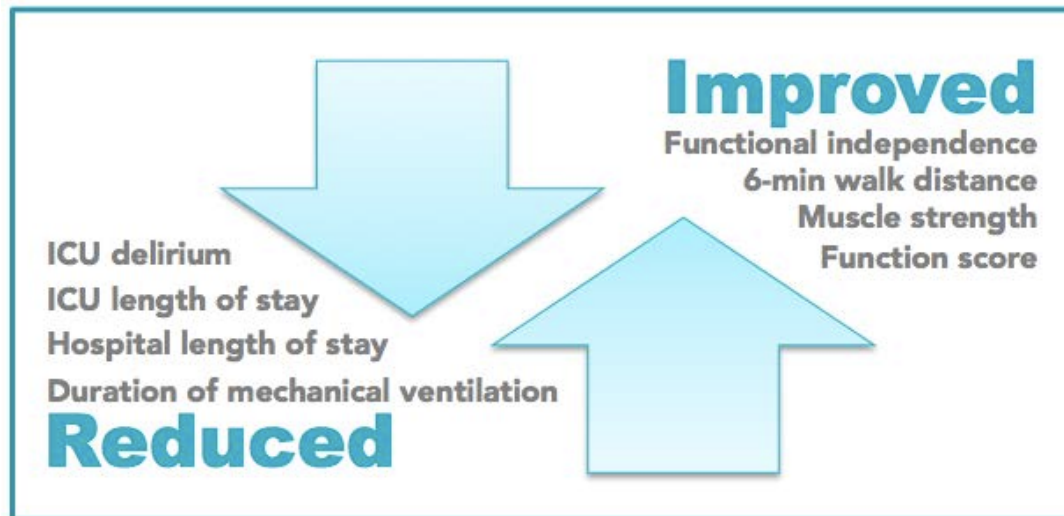 Improved
Functional independence
6-min walk distance
Muscle strength
Function score
ICU delirium
ICU length of stay
Hospital length of stay
Duration of mechanical ventilation
Reduced